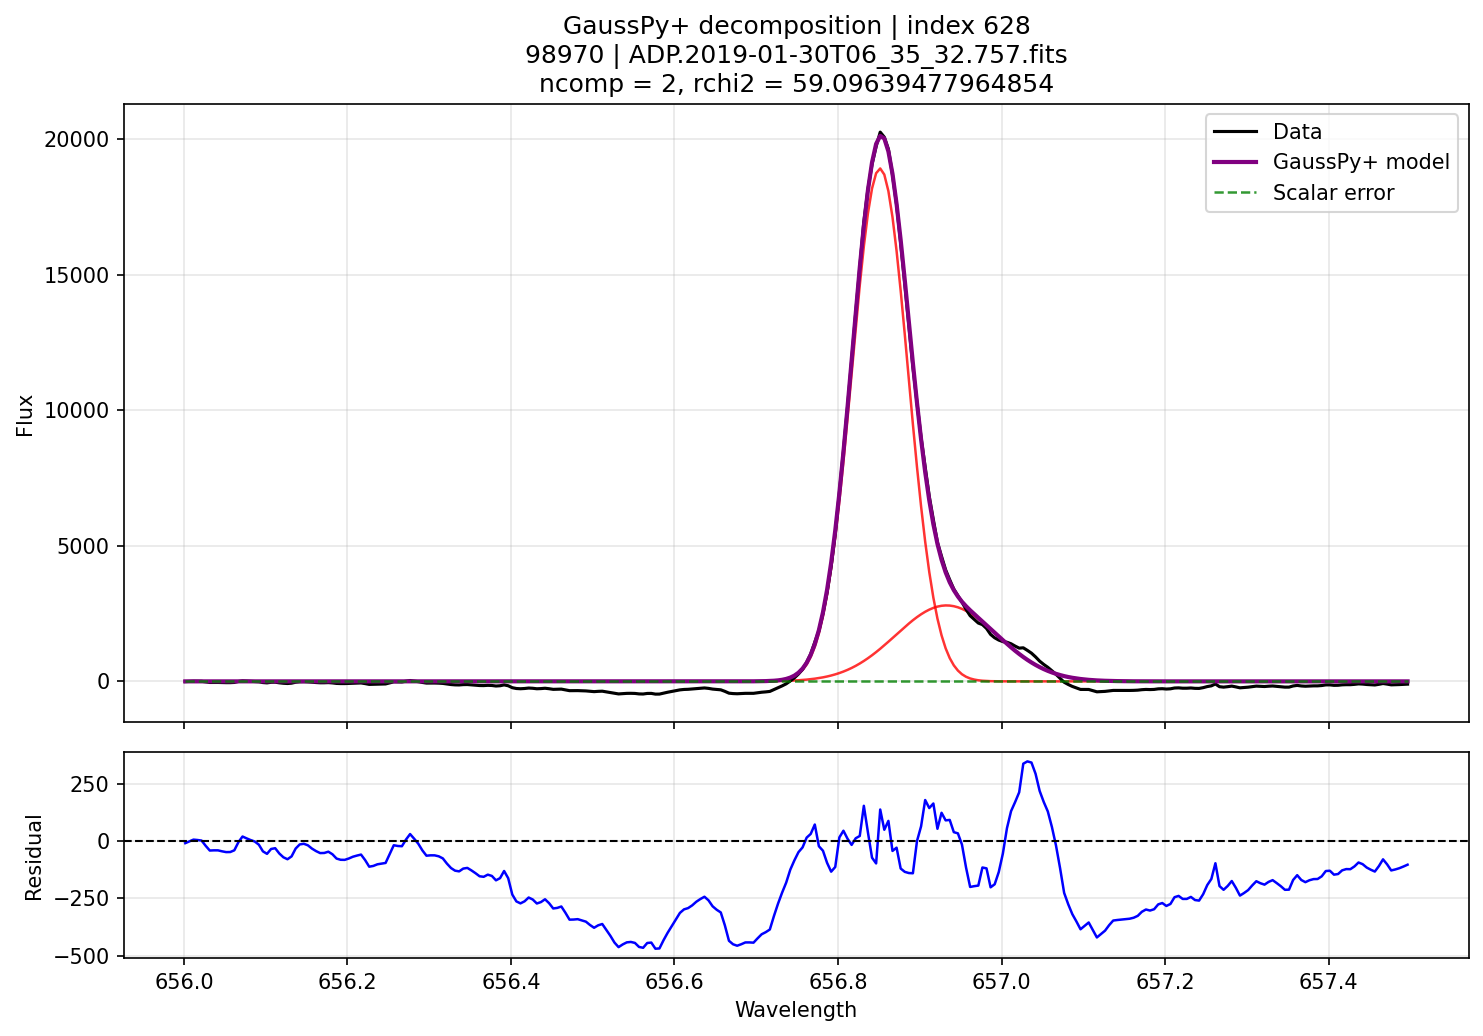 GaussPy+ decomposition | index 628
98970 | ADP.2019-01-30T06_35_32.757.fits
ncomp = 2, rchi2 = 59.09639477964854
Data
GaussPy+ model
Scalar error
20000
15000
10000
5000
0
Flux
250
0
−250
−500
Residual
656.0 656.2 656.4 656.6 656.8 657.0 657.2 657.4
Wavelength